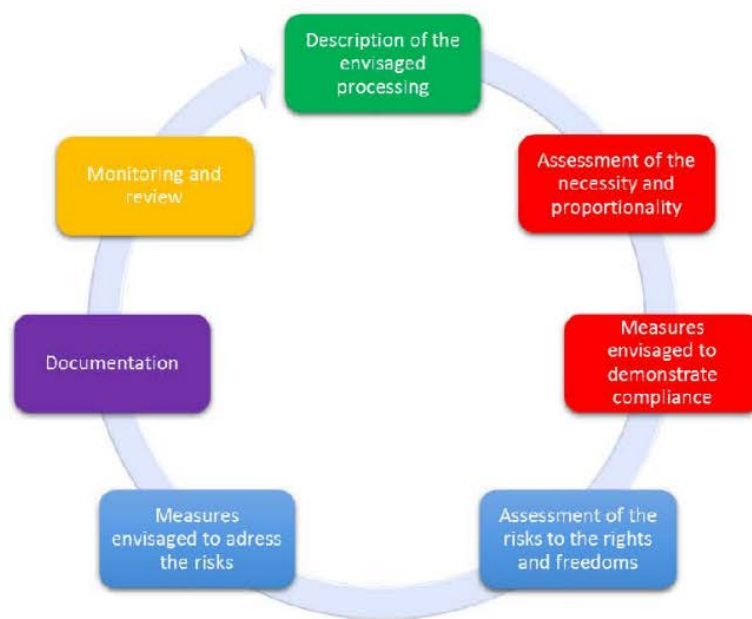 Description of the
envisaged
processing
Assessment of the
necessity and
proportionality
Measures
envisaged to
demonstrate
compliance
Assessment of the
risks to the rights
and freedoms
Measures
envisaged to adress
the risks
Documentation
Monitoring and
review